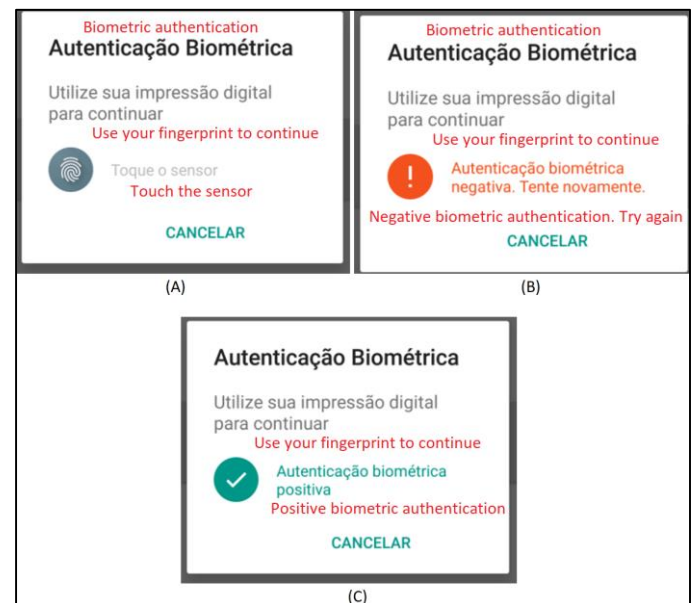 Biometric authentication
Autenticação Biométrica
Utilize sua impressão digital
para continuar
Use your fingerprint to continue
Toque o sensor
Touch the sensor
CANCELAR
(A)
Biometric authentication
Autenticação Biométrica
Utilize sua impressão digital
para continuar
Use your fingerprint to continue
!
Autenticação biométrica
negativa. Tente novamente.
Negative biometric authentication. Try again
CANCELAR
(B)
Autenticação Biométrica
Utilize sua impressão digital
para continuar
Use your fingerprint to continue
Autenticação biométrica
positiva
Positive biometric authentication
CANCELAR
(C)